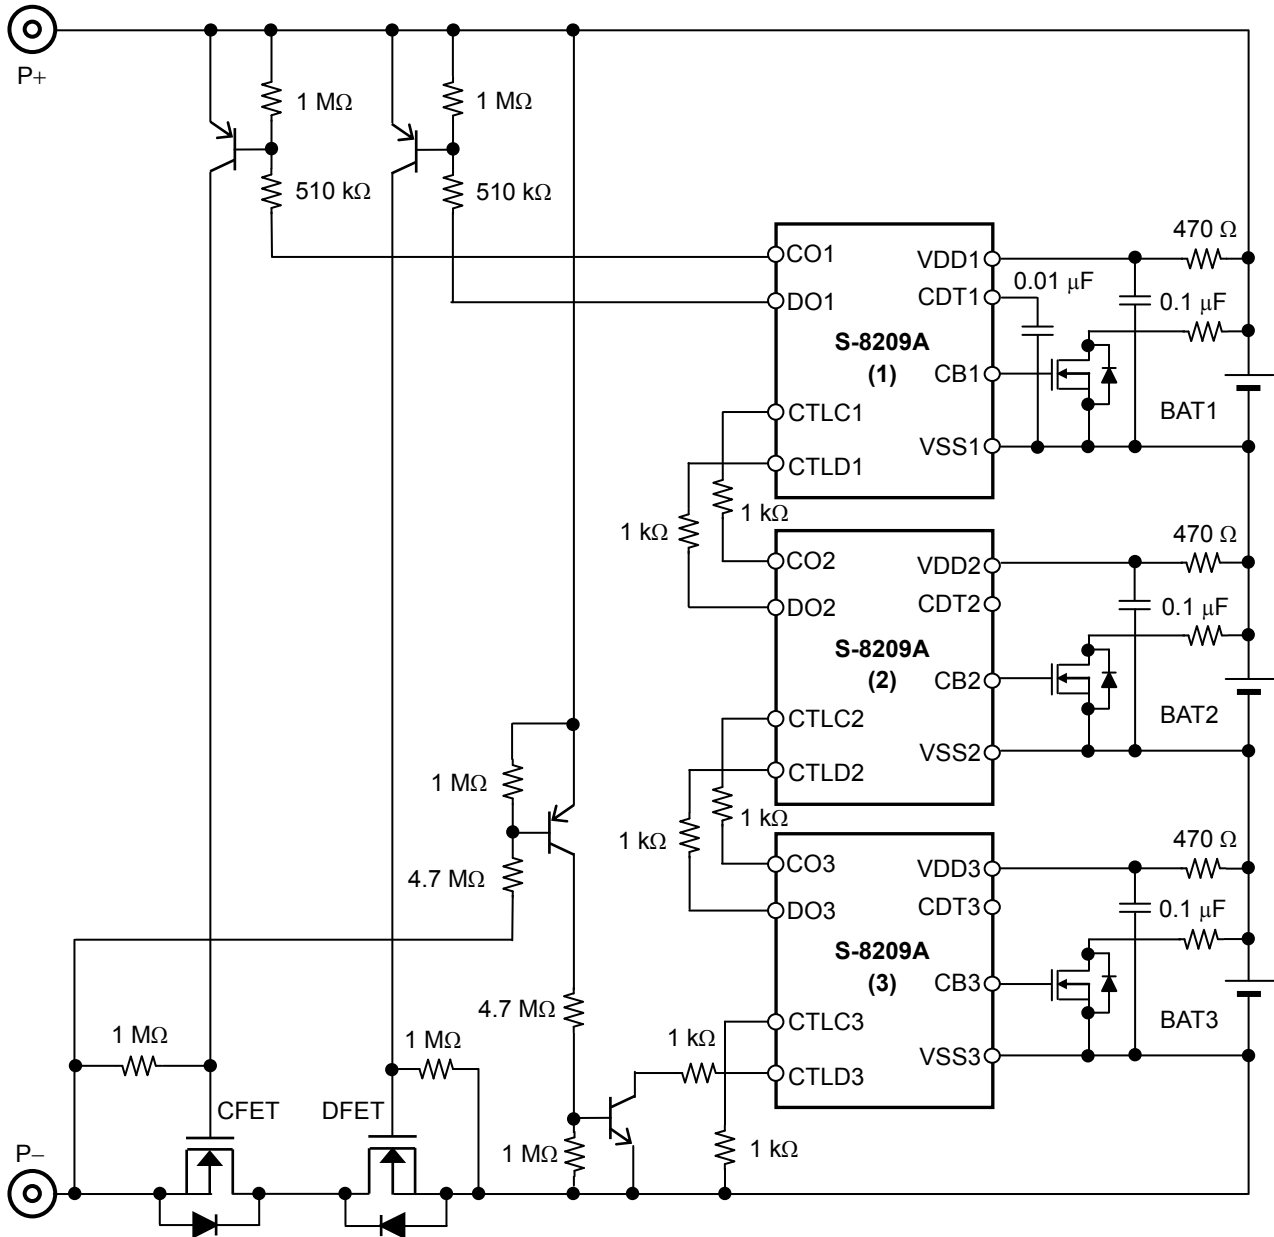 P+
1 MΩ
1 MΩ
510 kΩ
510 kΩ
CO1
DO1
S-8209A
(1)
CTLC1
CTLD1
VDD1
CDT1
CB1
VSS1
470 Ω
0.01 μF
0.1 μF
BAT1
1 kΩ
1 kΩ
CO2
DO2
S-8209A
(2)
CTLC2
CTLD2
VDD2
CDT2
CB2
VSS2
470 Ω
0.1 μF
BAT2
1 MΩ
4.7 MΩ
1 kΩ
1 kΩ
CO3
DO3
S-8209A
(3)
CTLC3
CTLD3
VDD3
CDT3
CB3
VSS3
470 Ω
0.1 μF
BAT3
4.7 MΩ
1 MΩ
1 MΩ
1 kΩ
CFET
DFET
1 MΩ
1 kΩ
P−